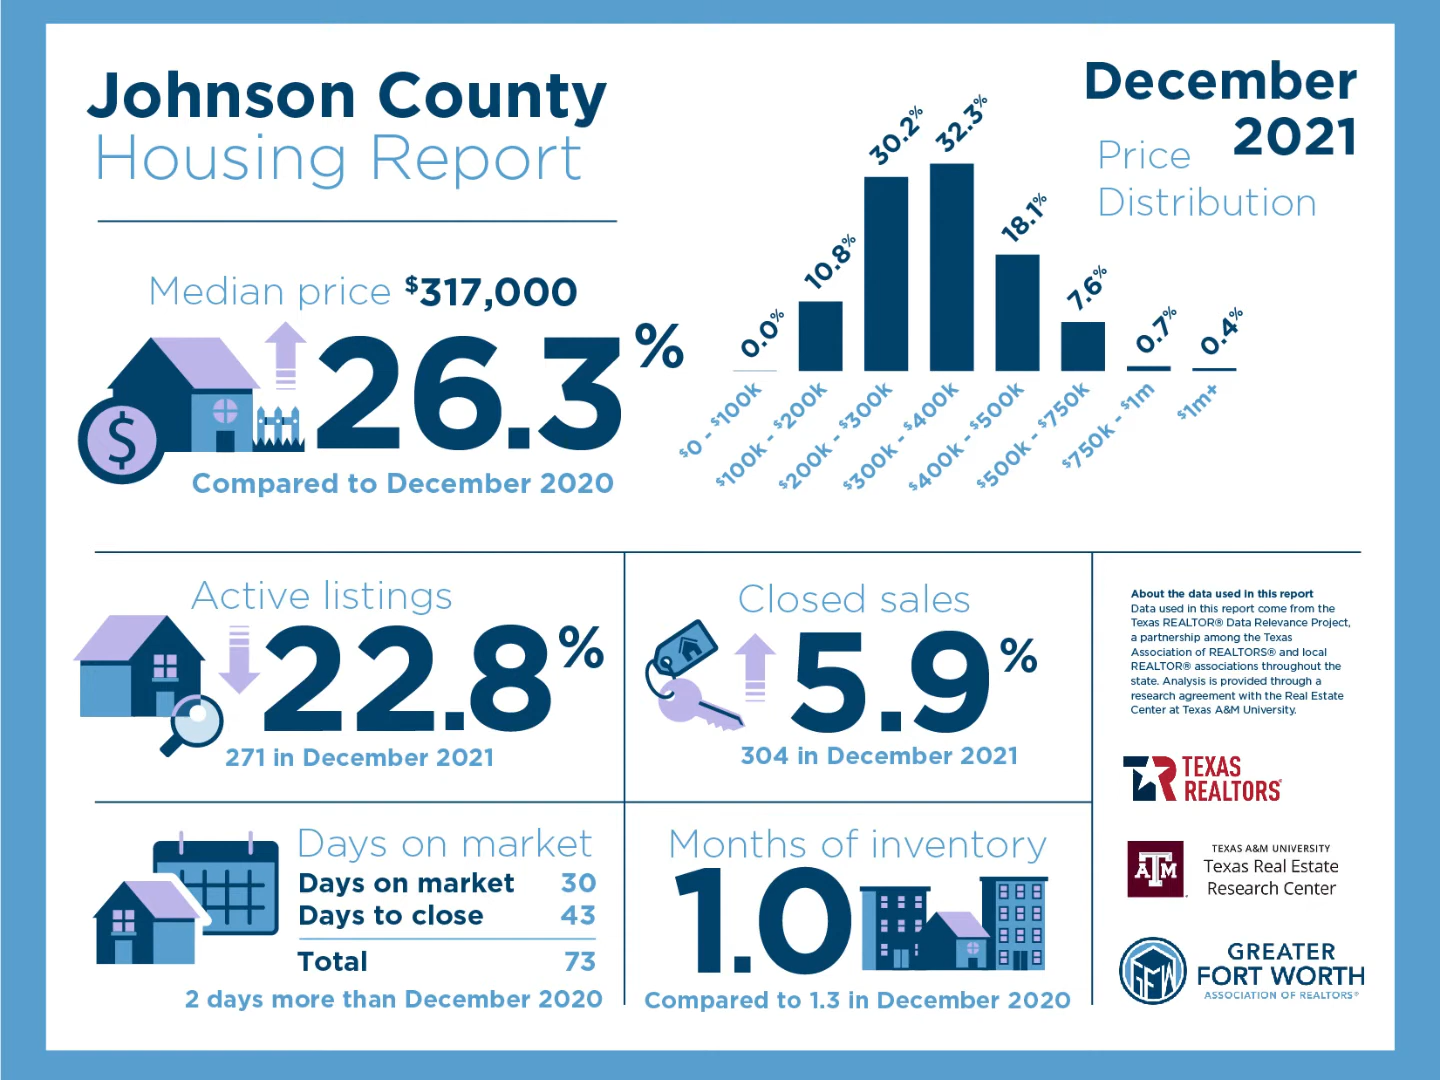 Johnson County
Housing Report
December
2021
Price
Distribution
Median price $317,000
26.3%
Compared to December 2020
0.0%
10.8%
30.2%
32.3%
18.1%
7.6%
0.7%
0.4%
$0 - $100k
$100k - $200k
$200k - $300k
$300k - $400k
$400k - $500k
$500k - $750k
$750k - $1m
$1m+
$
Active listings
22.8%
271 in December 2021
Closed sales
5.9%
304 in December 2021
Days on market
Days on market 30
Days to close 43
Total 73
2 days more than December 2020
Months of inventory
1.0
Compared to 1.3 in December 2020
About the data used in this report
Data used in this report come from the
Texas REALTOR® Data Relevance Project,
a partnership among the Texas
Association of REALTORS® and local
REALTOR® associations throughout the
state. Analysis is provided through a
research agreement with the Real Estate
Center at Texas A&M University.
TR TEXAS
REALTORS®
ATM
TEXAS A&M UNIVERSITY
Texas Real Estate
Research Center
GFW
GREATER
FORT WORTH
ASSOCIATION OF REALTORS®